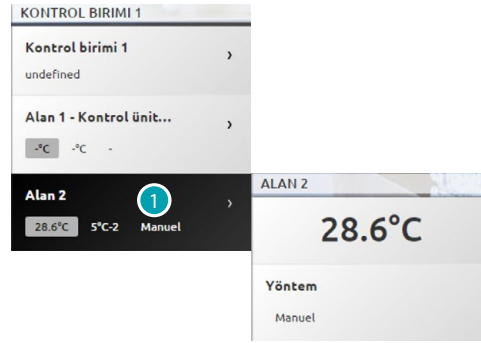 KONTROL BIRIMI 1
Kontrol birimi 1
undefined
Alan 1 - Kontrol ünit...
-°C -°C -
Alan 2
1
28.6°C 5°C-2 Manuel
ALAN 2
28.6°C
Yöntem
Manuel